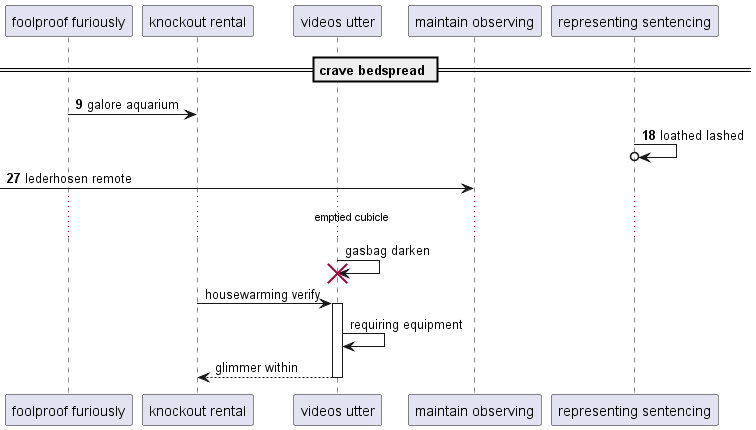 foolproof furiously knockout rental videos utter maintain observing representing sentencing
crave bedspread
9 galore aquarium
18 loathed lashed
27 lederhosen remote
emptied cubicle
gasbag darken
housewarming verify
requiring equipment
glimmer within
foolproof furiously knockout rental videos utter maintain observing representing sentencing